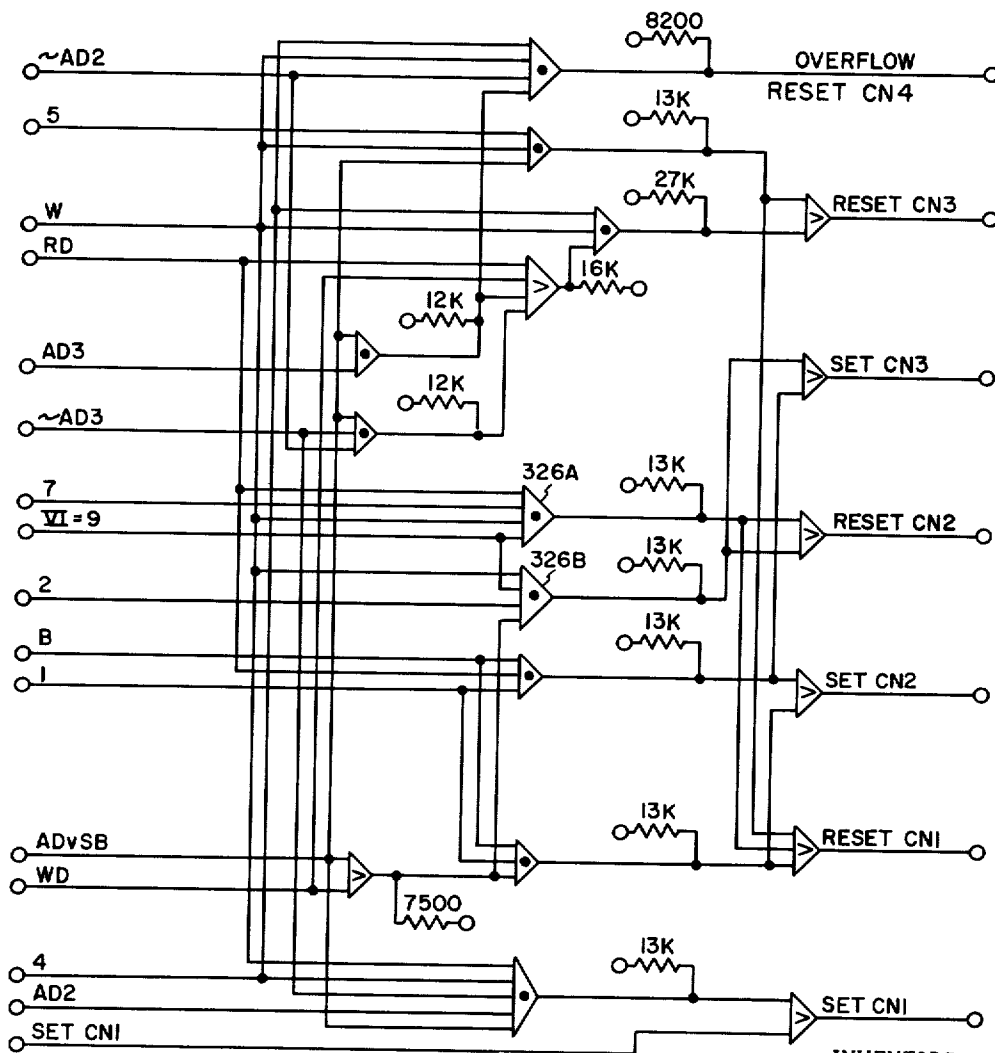 8200
~AD2
OVERFLOW
RESET CN4
13K
5
27K
W
RESET CN3
RD
16K
12K
AD3
SET CN3
12K
~AD3
326A
13K
7
VI = 9
RESET CN2
326B
13K
2
13K
B
1
SET CN2
13K
ADvSB
RESET CN1
WD
7500
13K
4
AD2
SET CN1
SET CN1